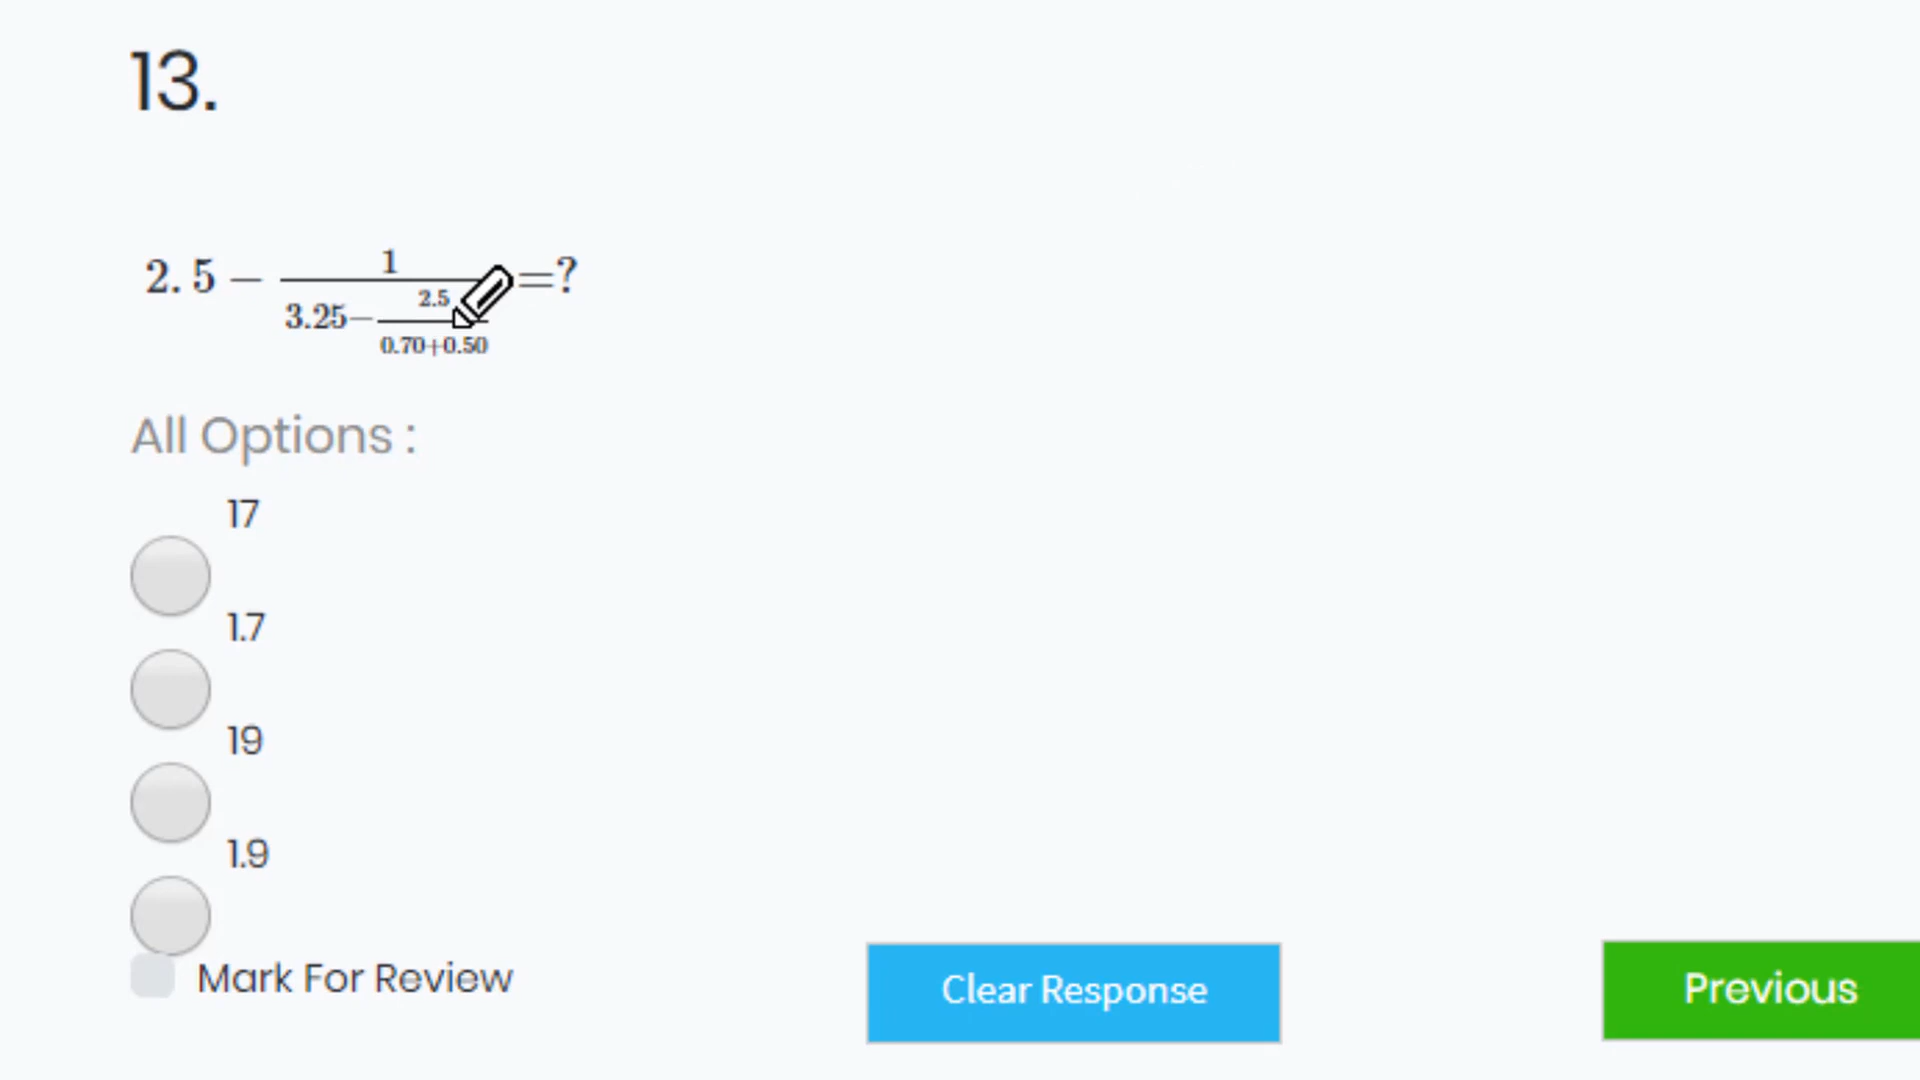 13.
2.5 − 1 =?
3.25− 2.5
0.70+0.50
All Options :
17
1.7
19
1.9
Mark For Review
Clear Response
Previous